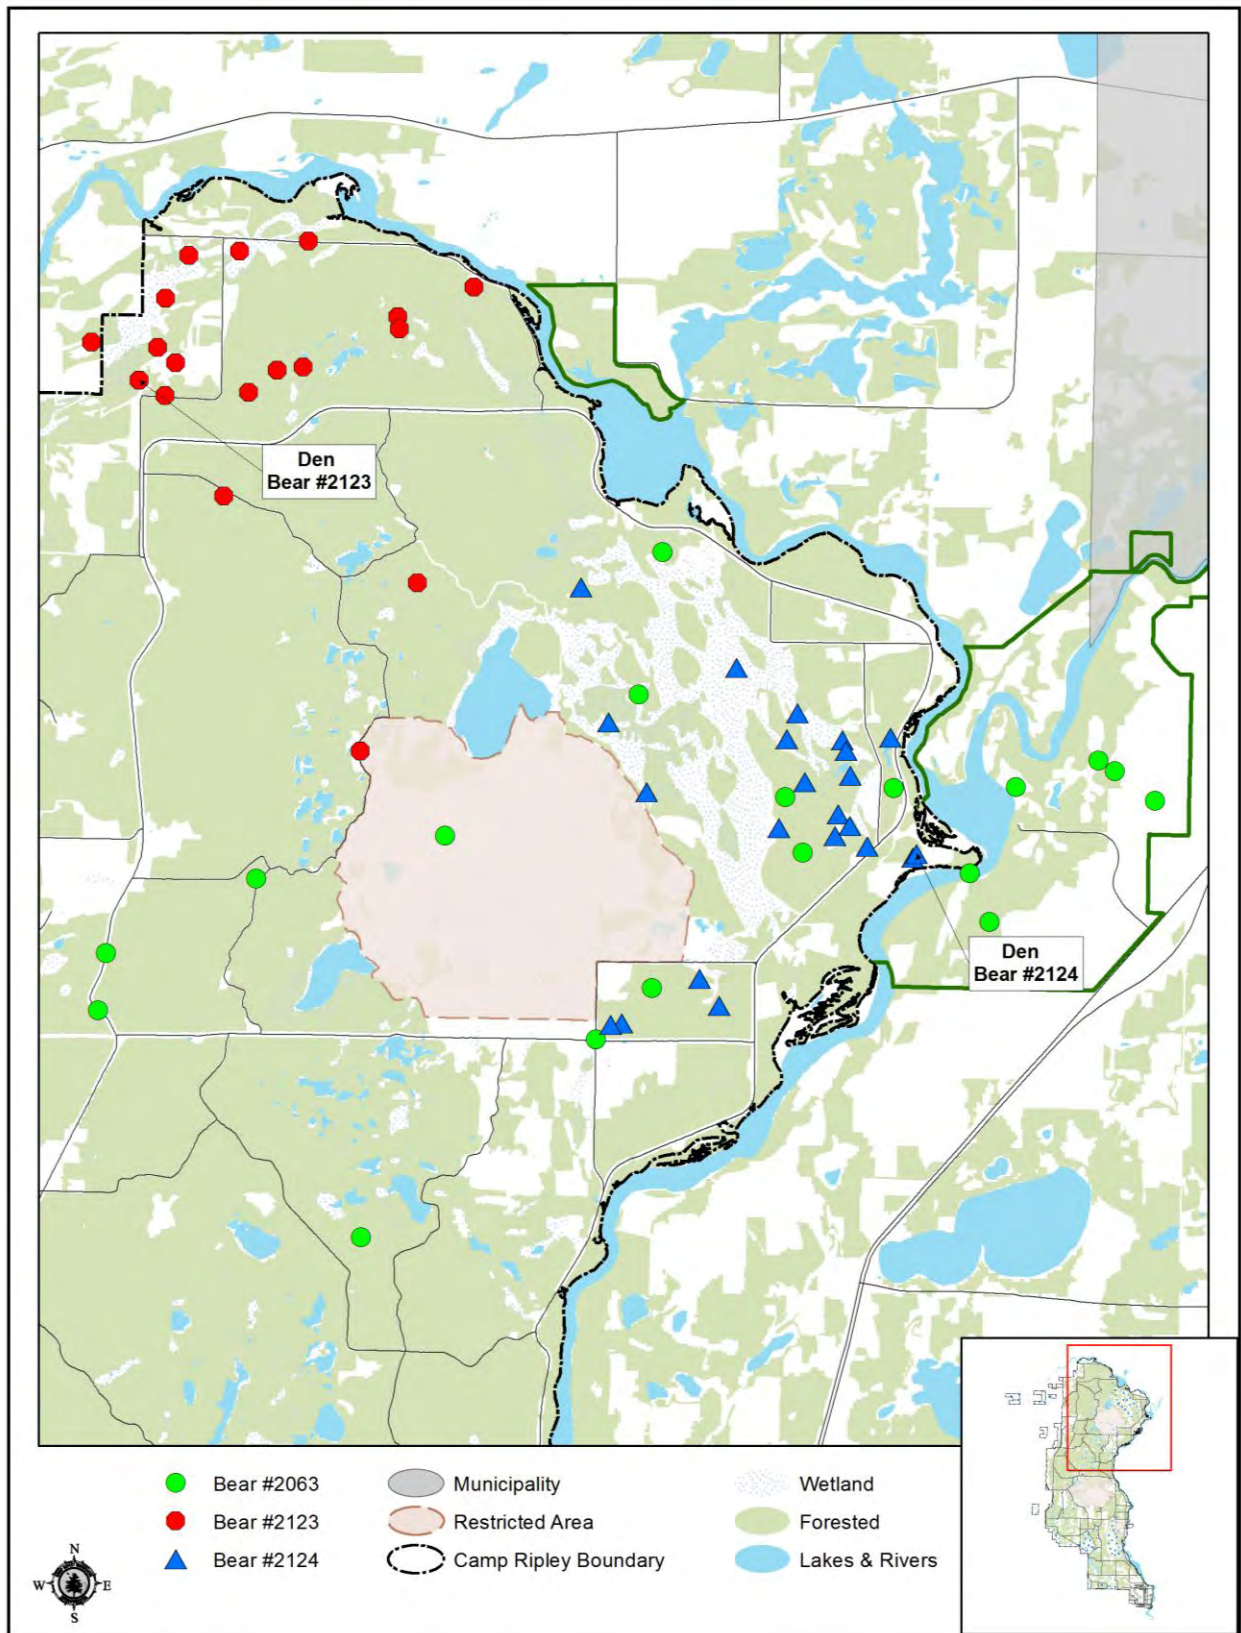 Den
Bear #2123
Den
Bear #2124
Bear #2063
Municipality
Wetland
Bear #2123
Restricted Area
Forested
Bear #2124
Camp Ripley Boundary
Lakes & Rivers
N
W E
S